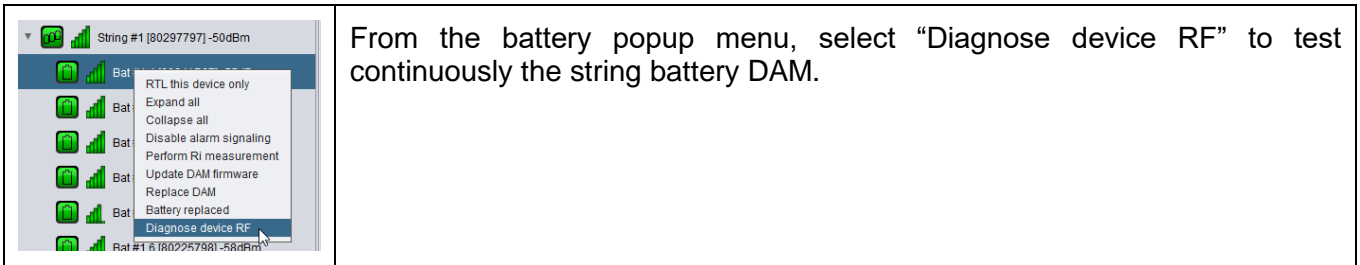 String #1 [80297797] -50dBm
Bat
RTL this device only
Expand all
Bat
Collapse all
Bat
Disable alarm signaling
Perform Ri measurement
Bat
Update DAM firmware
Replace DAM
Bat
Battery replaced
Diagnose device RF
Bat #1.6 [80225798] -58dBm
From the battery popup menu, select “Diagnose device RF” to test
continuously the string battery DAM.